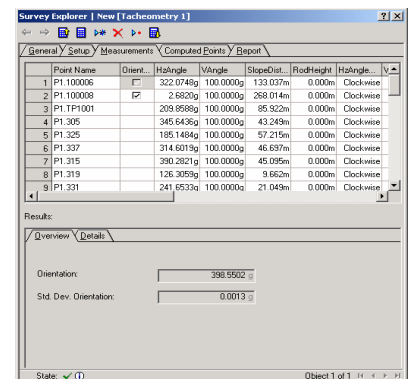 Survey Explorer | New [Tacheometry 1]
General Setup Measurements Computed Points Report
Point Name Orient... HzAngle VAngle SlopeDist... RodHeight HzAngle... V
1 P1.100006 322.0748g 100.0000g 133.037m 0.000m Clockwise
2 P1.100008 2.6820g 100.0000g 268.014m 0.000m Clockwise
3 P1.TP1001 209.8588g 100.0000g 85.922m 0.000m Clockwise
4 P1.305 345.6436g 100.0000g 43.249m 0.000m Clockwise
5 P1.325 185.1484g 100.0000g 57.215m 0.000m Clockwise
6 P1.337 314.6019g 100.0000g 46.697m 0.000m Clockwise
7 P1.315 390.2821g 100.0000g 45.095m 0.000m Clockwise
8 P1.319 126.3059g 100.0000g 9.662m 0.000m Clockwise
9 P1.331 241.6533g 100.0000g 21.049m 0.000m Clockwise
Results:
Overview Details
Orientation: 398.5502 g
Std. Dev. Orientation: 0.0013 g
State: Object 1 of 1